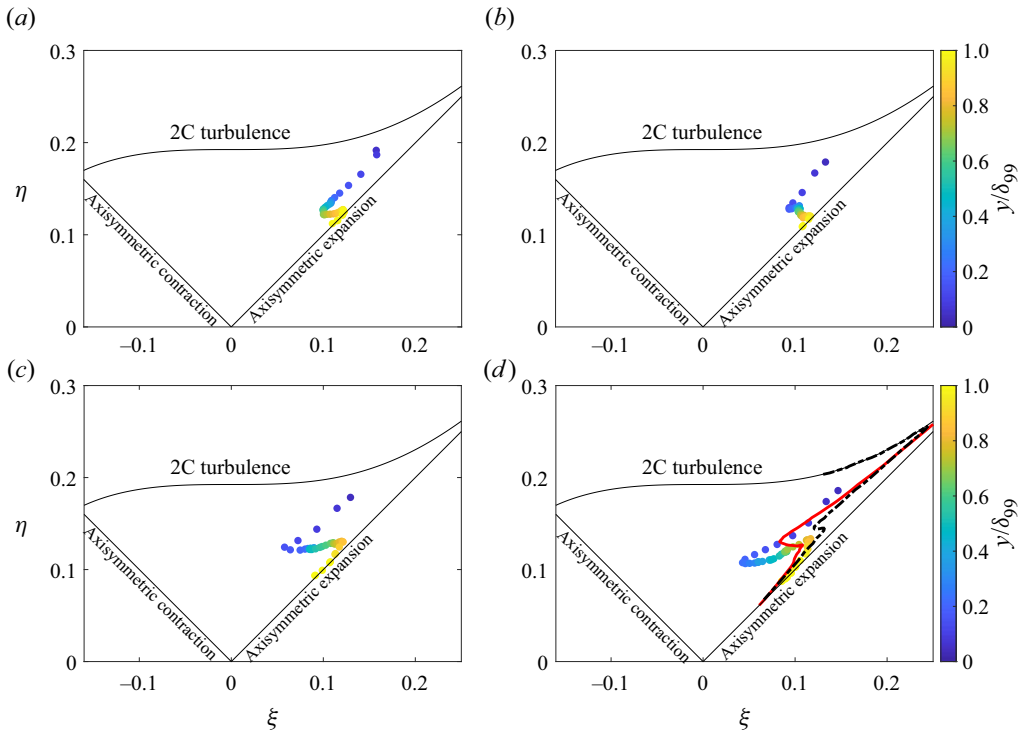 (a)
(b)
0.3
0.2
0.1
0
η
2C turbulence
Axisymmetric contraction
Axisymmetric expansion
–0.1
0
0.1
0.2
0.3
0.2
0.1
0
2C turbulence
Axisymmetric contraction
Axisymmetric expansion
–0.1
0
0.1
0.2
1.0
0.8
0.6
0.4
0.2
0
y/δ99
(c)
(d)
0.3
0.2
0.1
0
η
2C turbulence
Axisymmetric contraction
Axisymmetric expansion
–0.1
0
0.1
0.2
ξ
0.3
0.2
0.1
0
2C turbulence
Axisymmetric contraction
Axisymmetric expansion
–0.1
0
0.1
0.2
ξ
1.0
0.8
0.6
0.4
0.2
0
y/δ99